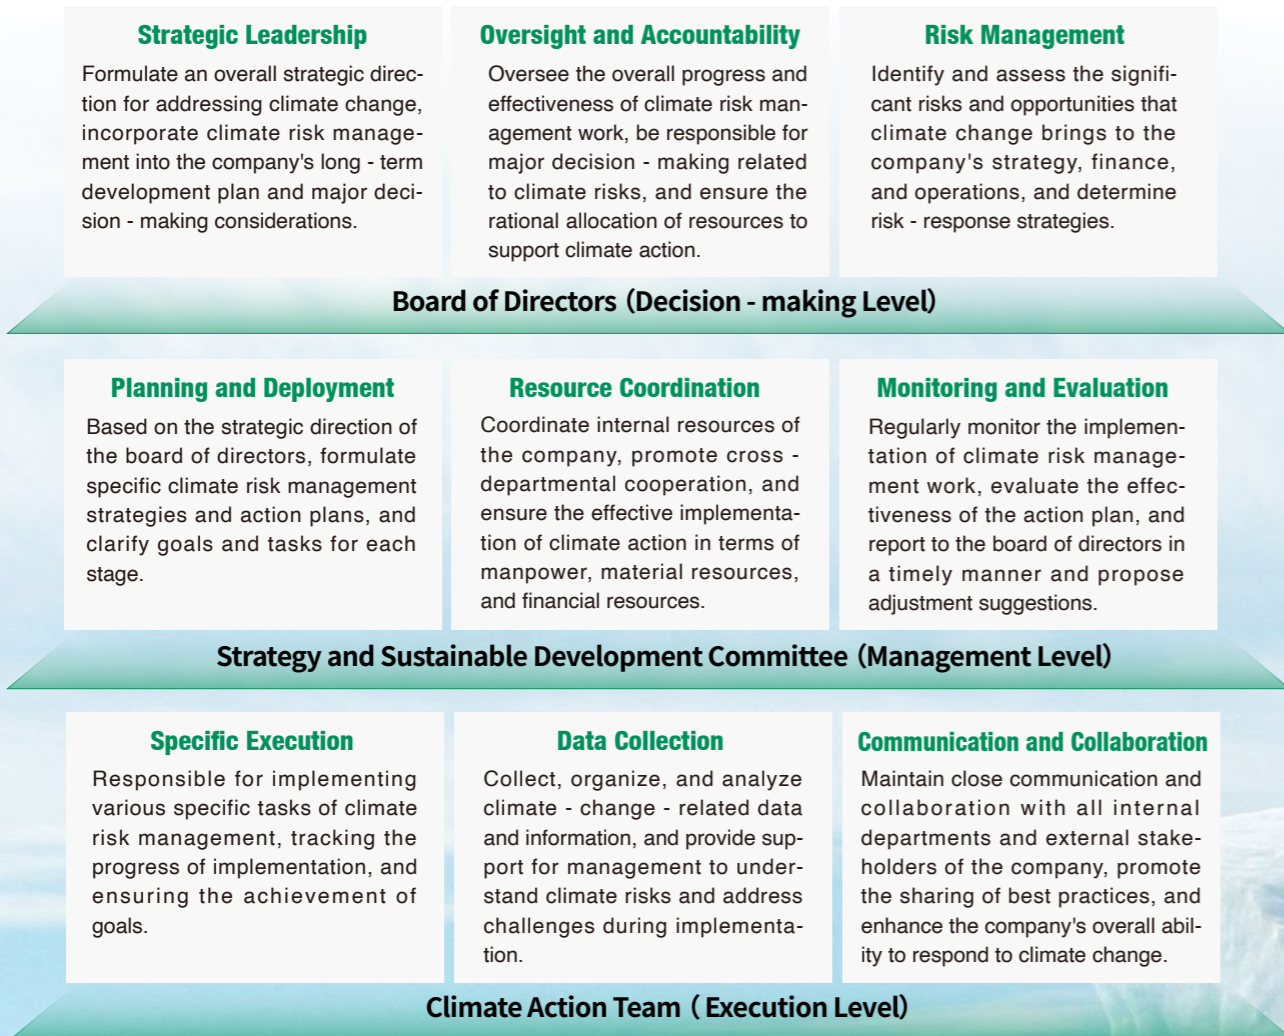 Strategic Leadership
Formulate an overall strategic direc-
tion for addressing climate change,
incorporate climate risk manage-
ment into the company's long - term
development plan and major deci-
sion - making considerations.
Oversight and Accountability
Oversee the overall progress and
effectiveness of climate risk man-
agement work, be responsible for
major decision - making related
to climate risks, and ensure the
rational allocation of resources to
support climate action.
Risk Management
Identify and assess the signifi-
cant risks and opportunities that
climate change brings to the
company's strategy, finance,
and operations, and determine
risk - response strategies.
Board of Directors (Decision - making Level)
Planning and Deployment
Based on the strategic direction of
the board of directors, formulate
specific climate risk management
strategies and action plans, and
clarify goals and tasks for each
stage.
Resource Coordination
Coordinate internal resources of
the company, promote cross -
departmental cooperation, and
ensure the effective implementa-
tion of climate action in terms of
manpower, material resources,
and financial resources.
Monitoring and Evaluation
Regularly monitor the implemen-
tation of climate risk manage-
ment work, evaluate the effec-
tiveness of the action plan, and
report to the board of directors in
a timely manner and propose
adjustment suggestions.
Strategy and Sustainable Development Committee (Management Level)
Specific Execution
Responsible for implementing
various specific tasks of climate
risk management, tracking the
progress of implementation, and
ensuring the achievement of
goals.
Data Collection
Collect, organize, and analyze
climate - change - related data
and information, and provide sup-
port for management to under-
stand climate risks and address
challenges during implementa-
tion.
Communication and Collaboration
Maintain close communication and
collaboration with all internal
departments and external stake-
holders of the company, promote
the sharing of best practices, and
enhance the company's overall abil-
ity to respond to climate change.
Climate Action Team ( Execution Level)